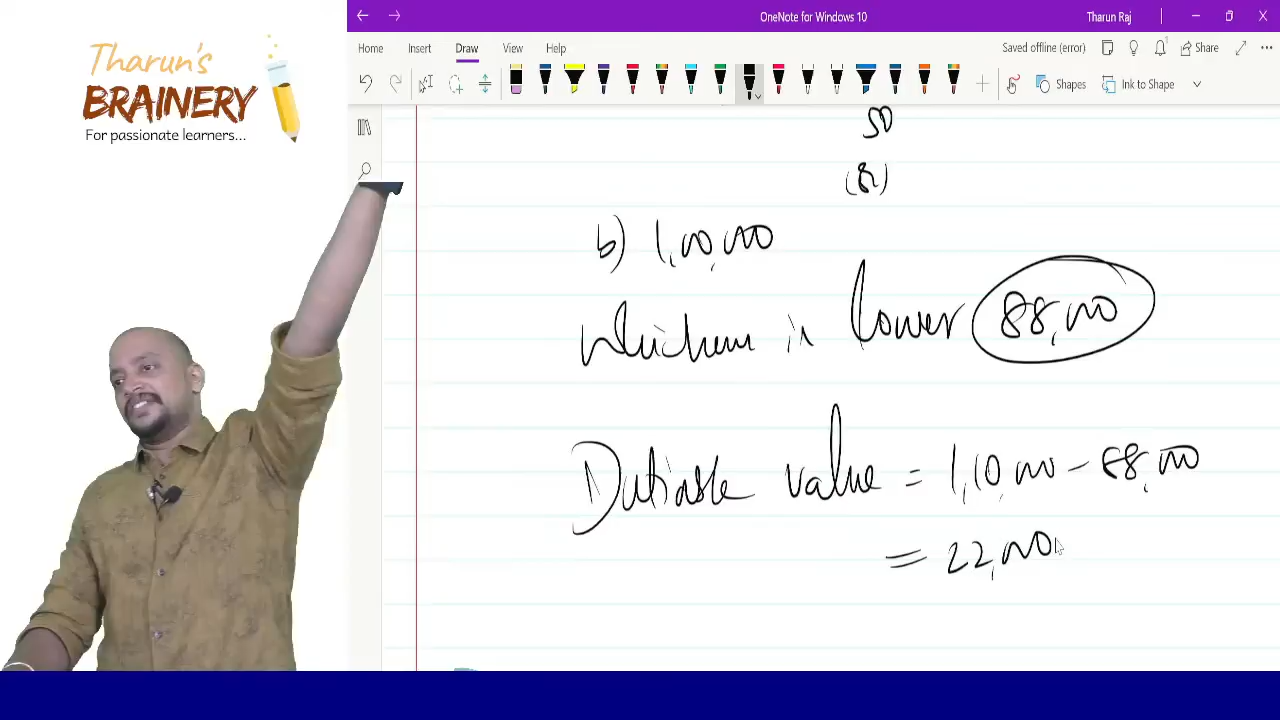 Tharun's
BRAINERY
For passionate learners...
OneNote for Windows 10
Tharun Raj
Home Insert Draw View Help
Saved offline (error)
Share
Shapes
Ink to Shape
50
b) 1,00,000
whichever is lower 88,000
Dutiable value = 1,10,000 - 88,000
= 22,000